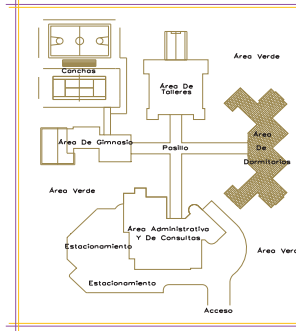 Área Verde
Canchas
Área De
Talleres
Área De Gimnasio
Pasillo
Área
De
Dormitorios
Área Verde
Área Administrativa
Y De Consultas
Estacionamiento
Área Verd
Estacionamiento
Acceso